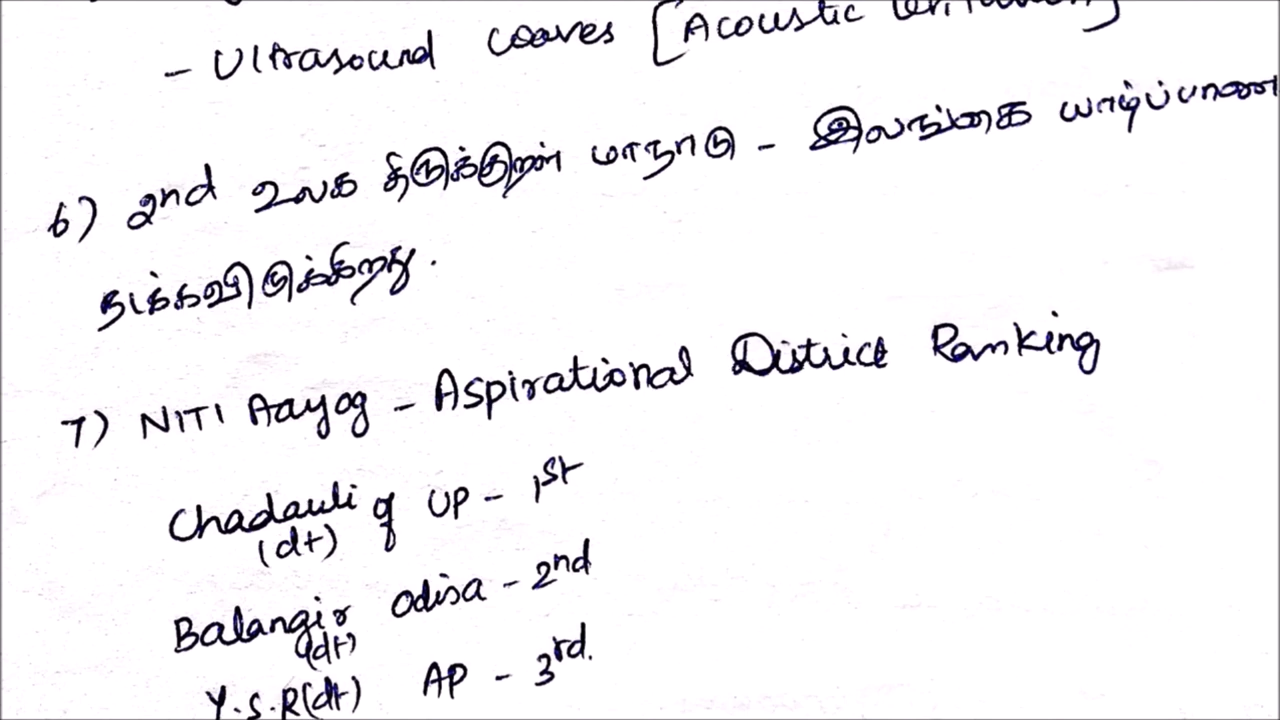 - Ultrasound waves [Acoustic
6) 2nd உலக திருக்குறள் மாநாடு - இலங்கை யாழ்ப்பாண
நடக்கவிருக்கிறது.
7) NITI Aayog - Aspirational District Ranking
Chadauli (dt) of UP - 1st
Balangir (dt) Odisa - 2nd
Y.S.R (dt) AP - 3rd.